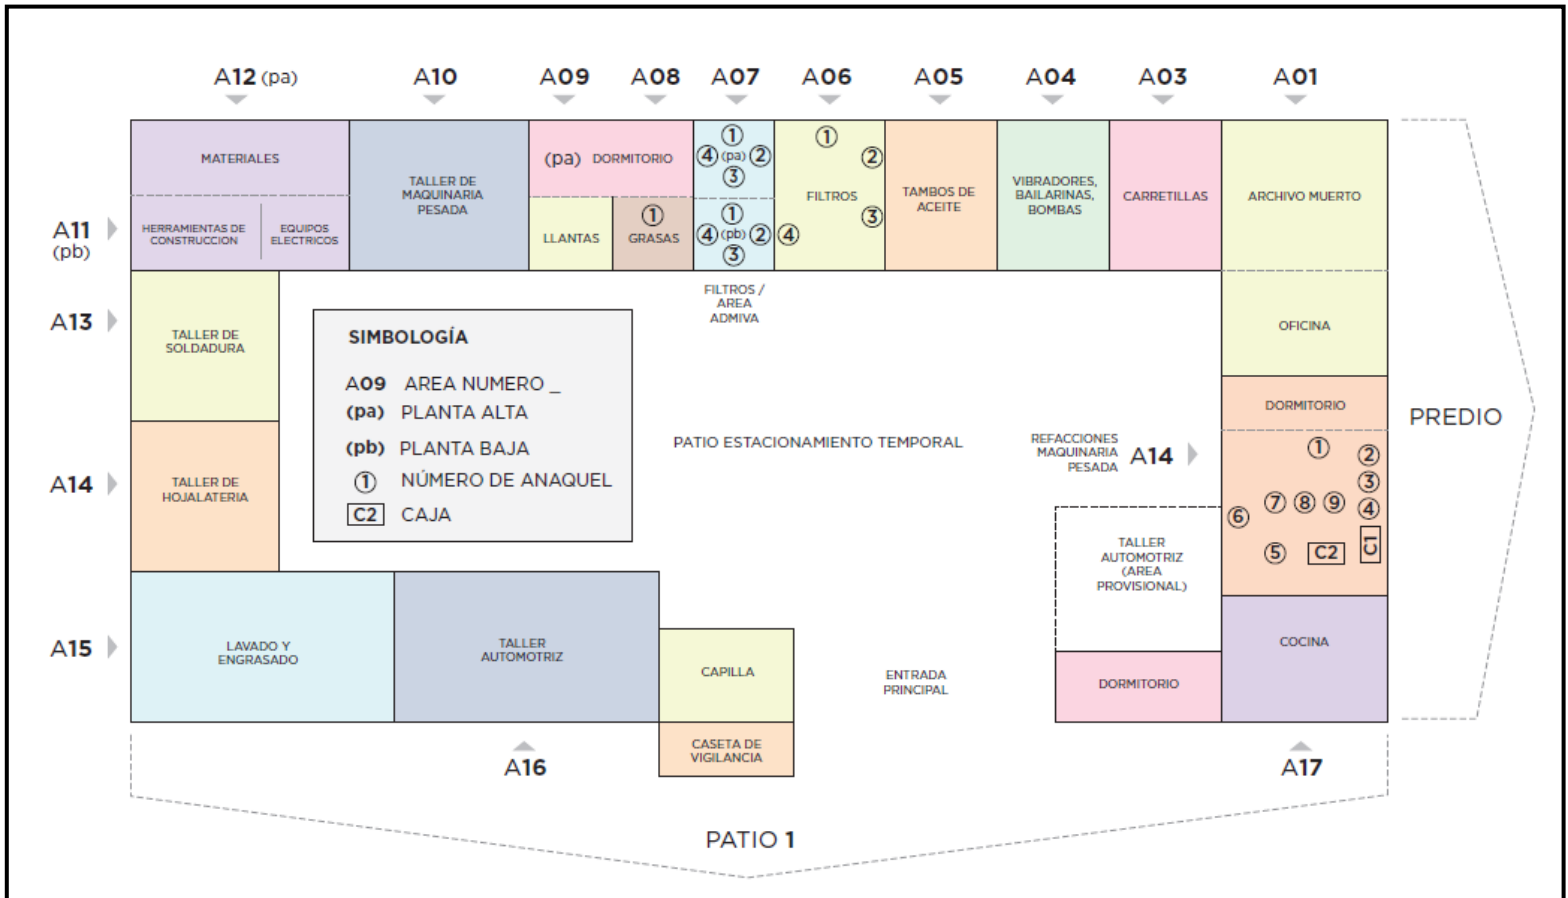 A12 (pa)
A10
A09
A08
A07
A06
A05
A04
A03
A01
MATERIALES
HERRAMIENTAS DE
CONSTRUCCION
EQUIPOS
ELECTRICOS
TALLER DE
MAQUINARIA
PESADA
(pa) DORMITORIO
LLANTAS
1
GRASAS
1
4 (pa) 2
3
1
4 (pb) 2
3
1
2
FILTROS
3
4
TAMBOS DE
ACEITE
VIBRADORES,
BAILARINAS,
BOMBAS
CARRETILLAS
ARCHIVO MUERTO
A11
(pb)
FILTROS /
AREA
ADMIVA
A13
TALLER DE
SOLDADURA
OFICINA
SIMBOLOGÍA
A09 AREA NUMERO _
(pa) PLANTA ALTA
(pb) PLANTA BAJA
1 NÚMERO DE ANAQUEL
C2 CAJA
PATIO ESTACIONAMIENTO TEMPORAL
REFACCIONES
MAQUINARIA
PESADA
A14
DORMITORIO
1
2
3
4
6
7 8 9
5
C2
C1
PREDIO
A14
TALLER DE
HOJALATERIA
TALLER
AUTOMOTRIZ
(AREA
PROVISIONAL)
A15
LAVADO Y
ENGRASADO
TALLER
AUTOMOTRIZ
CAPILLA
ENTRADA
PRINCIPAL
DORMITORIO
COCINA
CASETA DE
VIGILANCIA
A16
A17
PATIO 1